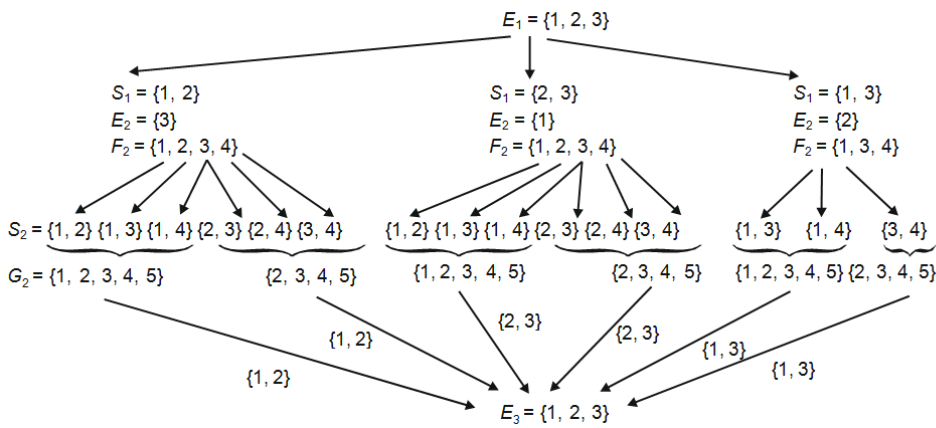 E₁ = {1, 2, 3}
S₁ = {1, 2} S₁ = {2, 3} S₁ = {1, 3}
E₂ = {3} E₂ = {1} E₂ = {2}
F₂ = {1, 2, 3, 4} F₂ = {1, 2, 3, 4} F₂ = {1, 3, 4}
S₂ = {1, 2} {1, 3} {1, 4} {2, 3} {2, 4} {3, 4} {1, 2} {1, 3} {1, 4} {2, 3} {2, 4} {3, 4} {1, 3} {1, 4} {3, 4}
G₂ = {1, 2, 3, 4, 5} {2, 3, 4, 5} {1, 2, 3, 4, 5} {2, 3, 4, 5} {1, 2, 3, 4, 5} {2, 3, 4, 5}
{1, 2} {1, 2} {2, 3} {2, 3} {1, 3} {1, 3}
E₃ = {1, 2, 3}